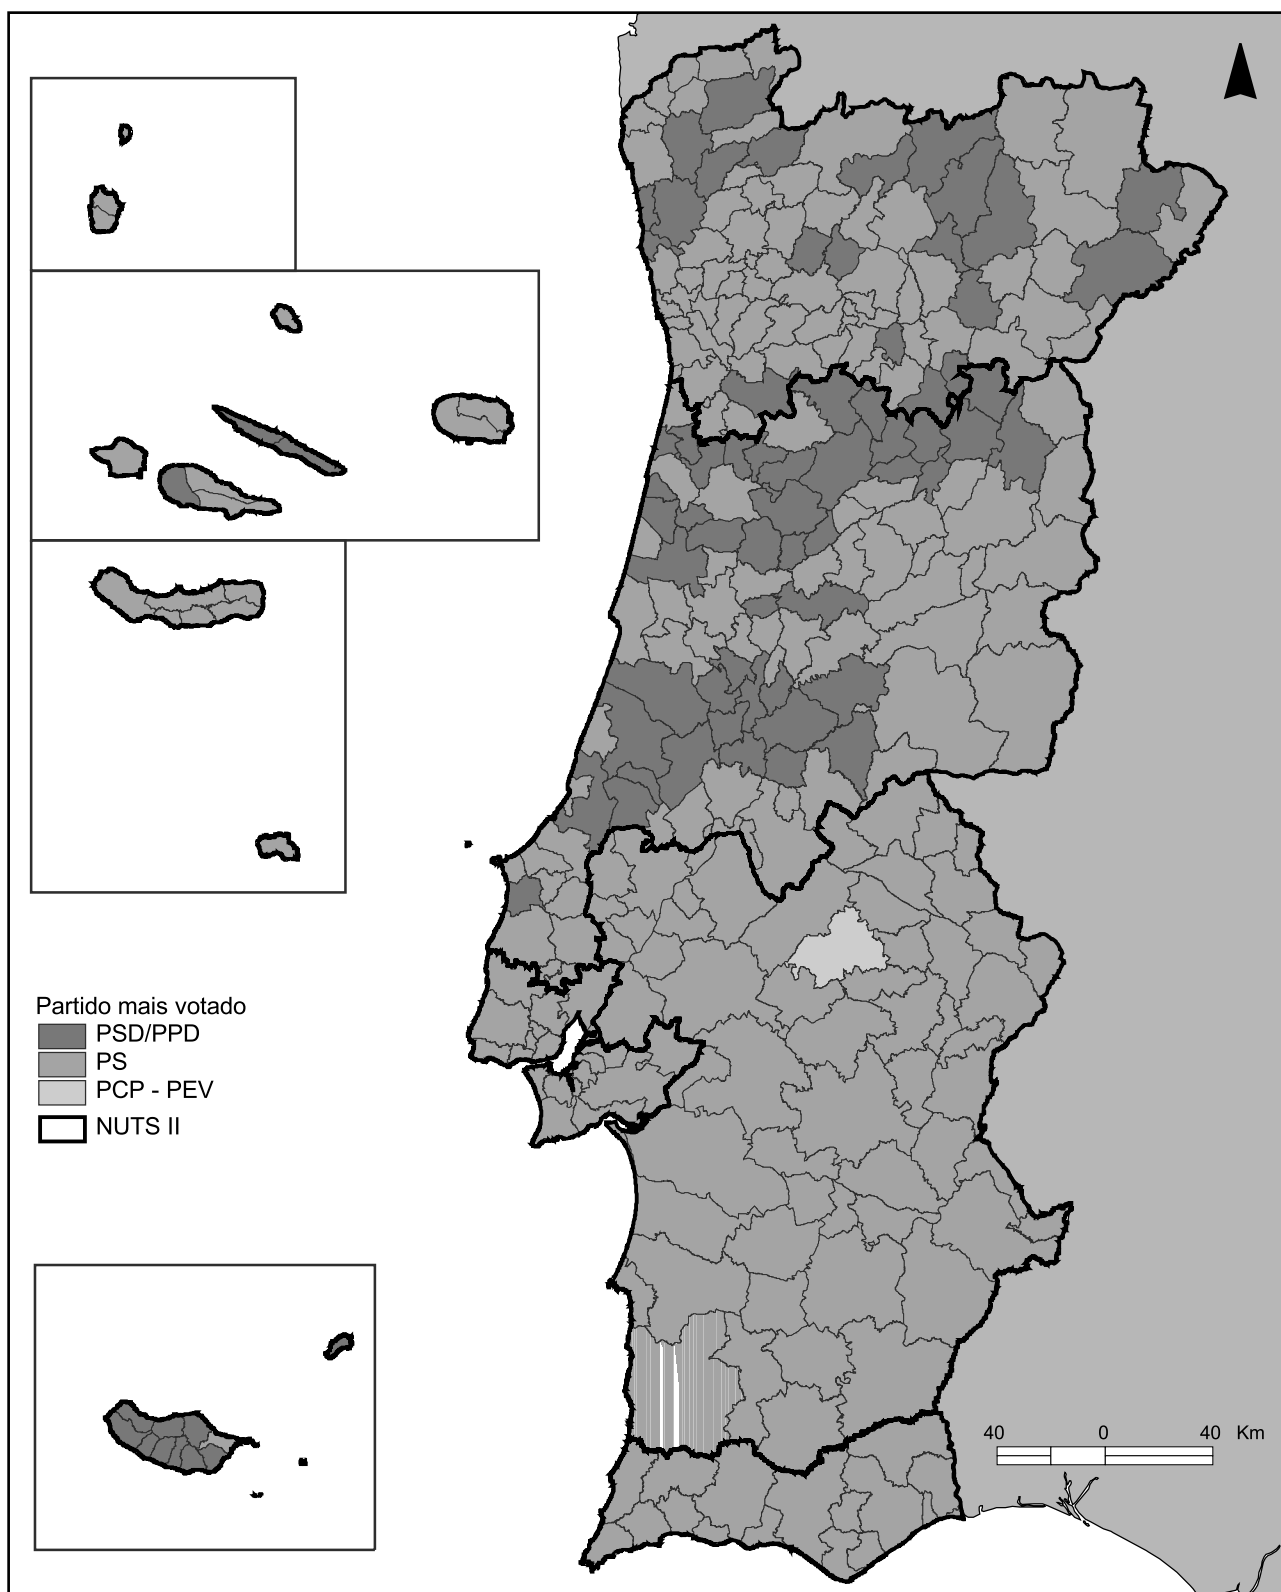 Partido mais votado
PSD/PPD
PS
PCP - PEV
NUTS II
40 0 40 Km